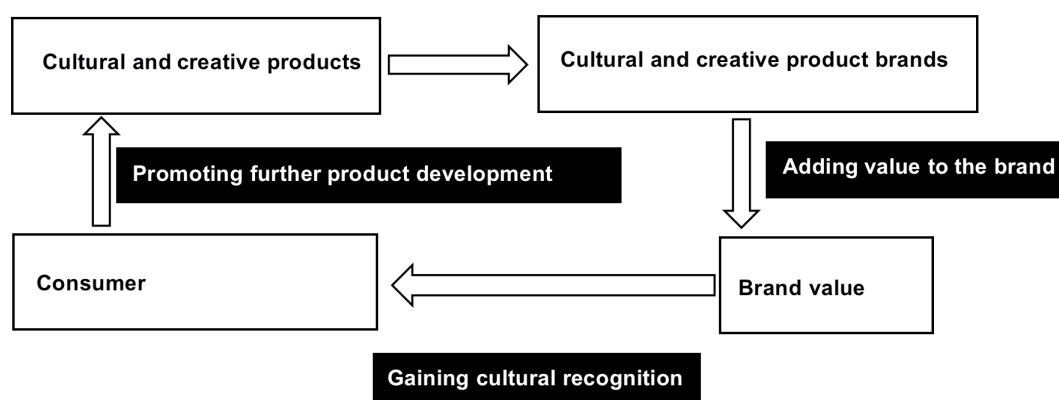 Cultural and creative products
Cultural and creative product brands
Promoting further product development
Adding value to the brand
Consumer
Brand value
Gaining cultural recognition